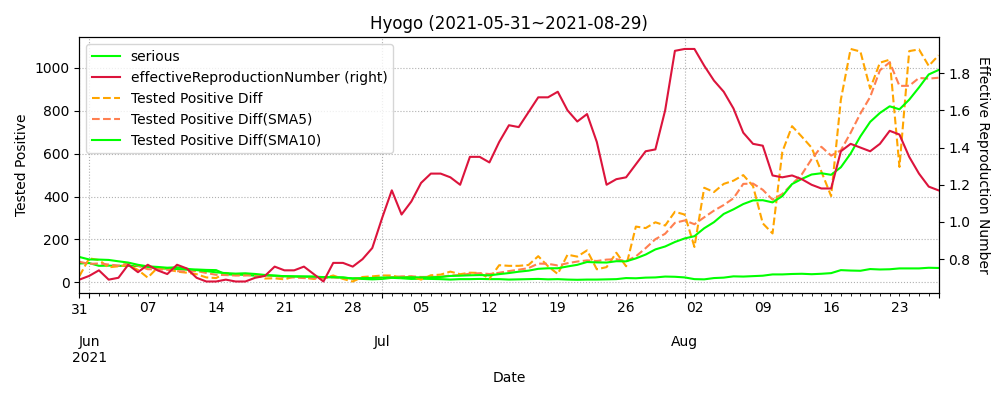 Hyogo (2021-05-31~2021-08-29)
serious
effectiveReproductionNumber (right)
Tested Positive Diff
Tested Positive Diff(SMA5)
Tested Positive Diff(SMA10)
Tested Positive
1000
800
600
400
200
0
1.8
1.6
1.4
1.2
1.0
0.8
Effective Reproduction Number
31 07 14 21 28 05 12 19 26 02 09 16 23
Jun Jul Aug
2021
Date